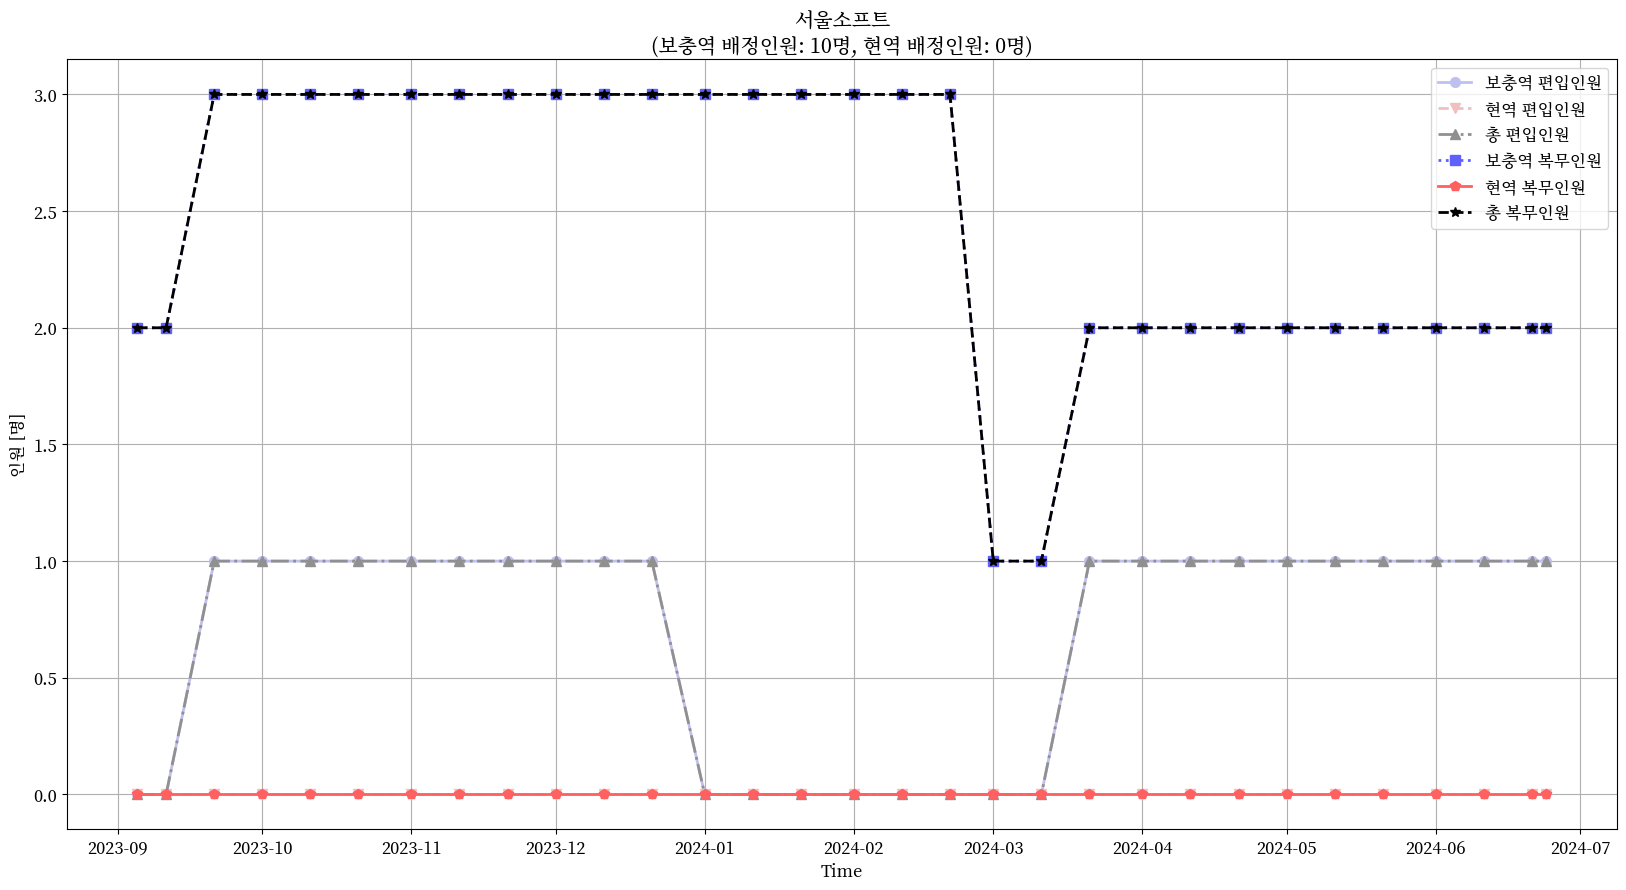 서울소프트
(보충역 배정인원: 10명, 현역 배정인원: 0명)
보충역 편입인원
현역 편입인원
총 편입인원
보충역 복무인원
현역 복무인원
총 복무인원
3.0
2.5
2.0
1.5
1.0
0.5
0.0
인원 [명]
2023-09
2023-10
2023-11
2023-12
2024-01
2024-02
2024-03
2024-04
2024-05
2024-06
2024-07
Time